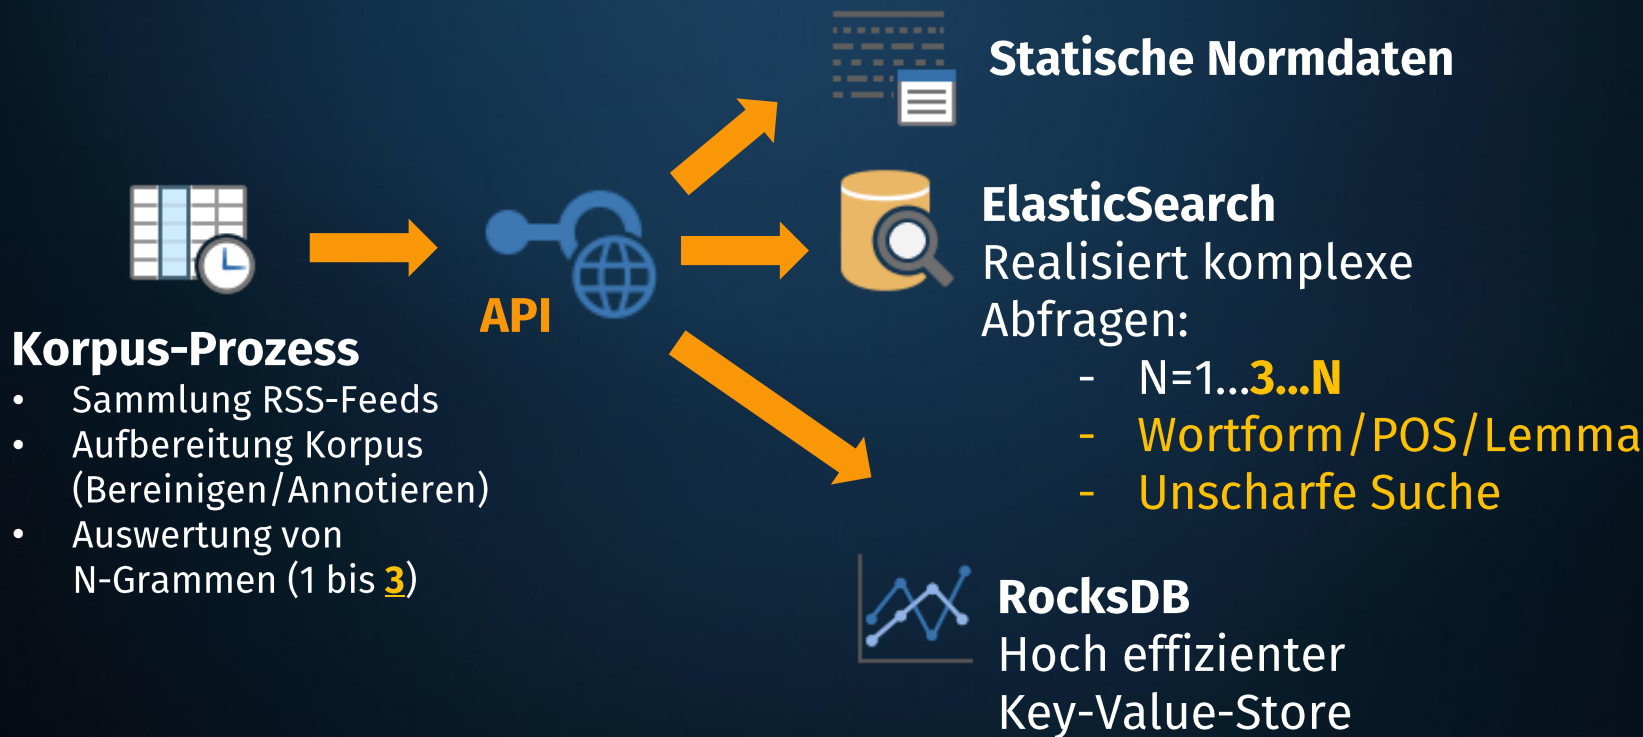 Korpus-Prozess
• Sammlung RSS-Feeds
• Aufbereitung Korpus
(Bereinigen/Annotieren)
• Auswertung von
N-Grammen (1 bis 3)
API
Statische Normdaten
ElasticSearch
Realisiert komplexe
Abfragen:
- N=1...3...N
- Wortform/POS/Lemma
- Unscharfe Suche
RocksDB
Hoch effizienter
Key-Value-Store